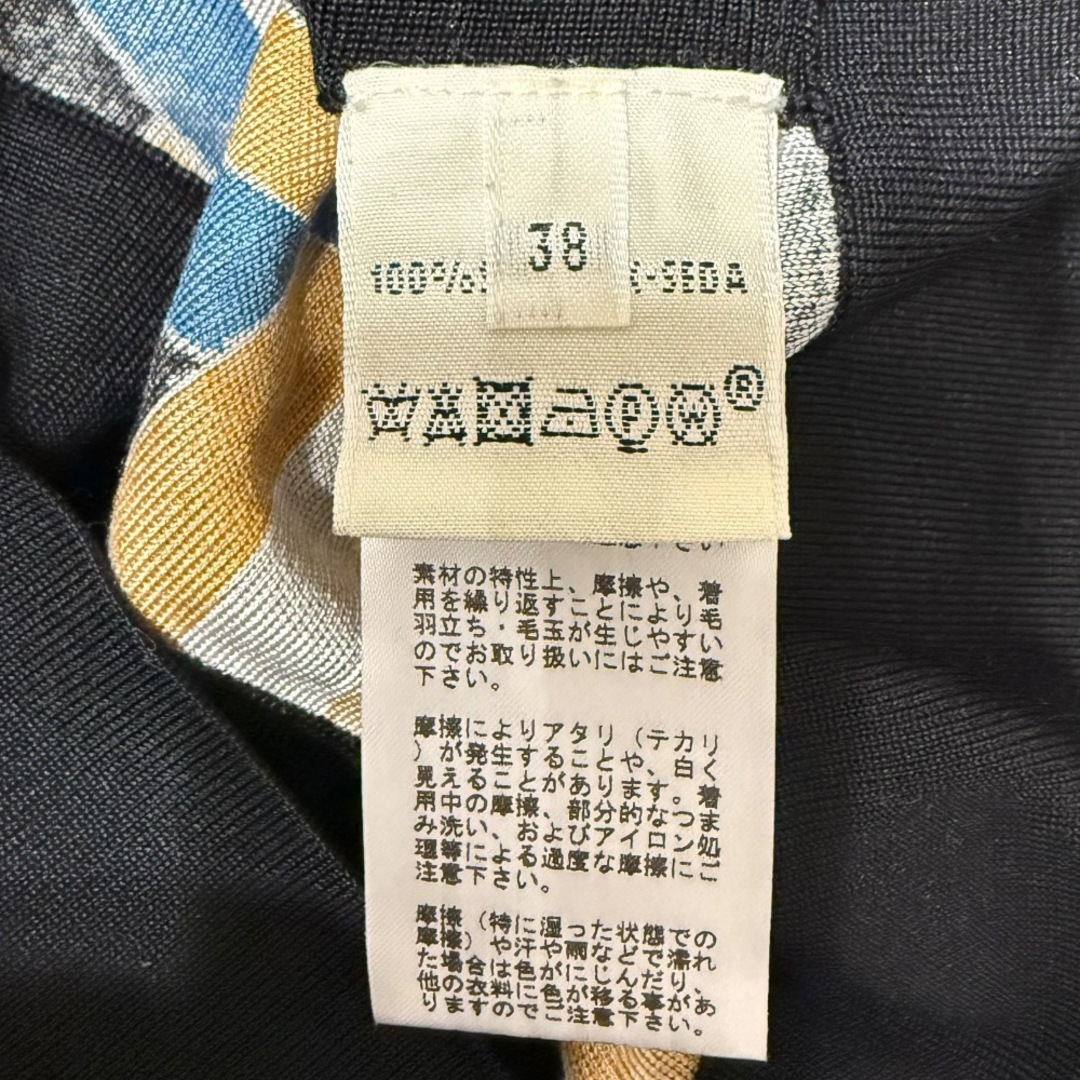 38
100% -SEDA
P W ®
素材の特性上、摩擦や、着
用を繰り返すことにより毛
羽立ち・毛玉が生じやすい
のでお取り扱いにはご注意
下さい。
摩擦によりアタリ（テカリ
）が発生することや、白く
見えることがあります。着
用中の摩擦、部分的なつま
み洗い、およびアイロン処
理等による過度な摩擦にご
注意下さい。
摩擦（特に湿った状態での
摩擦）や汗や雨などで濡れ
た場合は色がにじんだり、
他の衣料に色が移る事があ
りますのでご注意下さい。